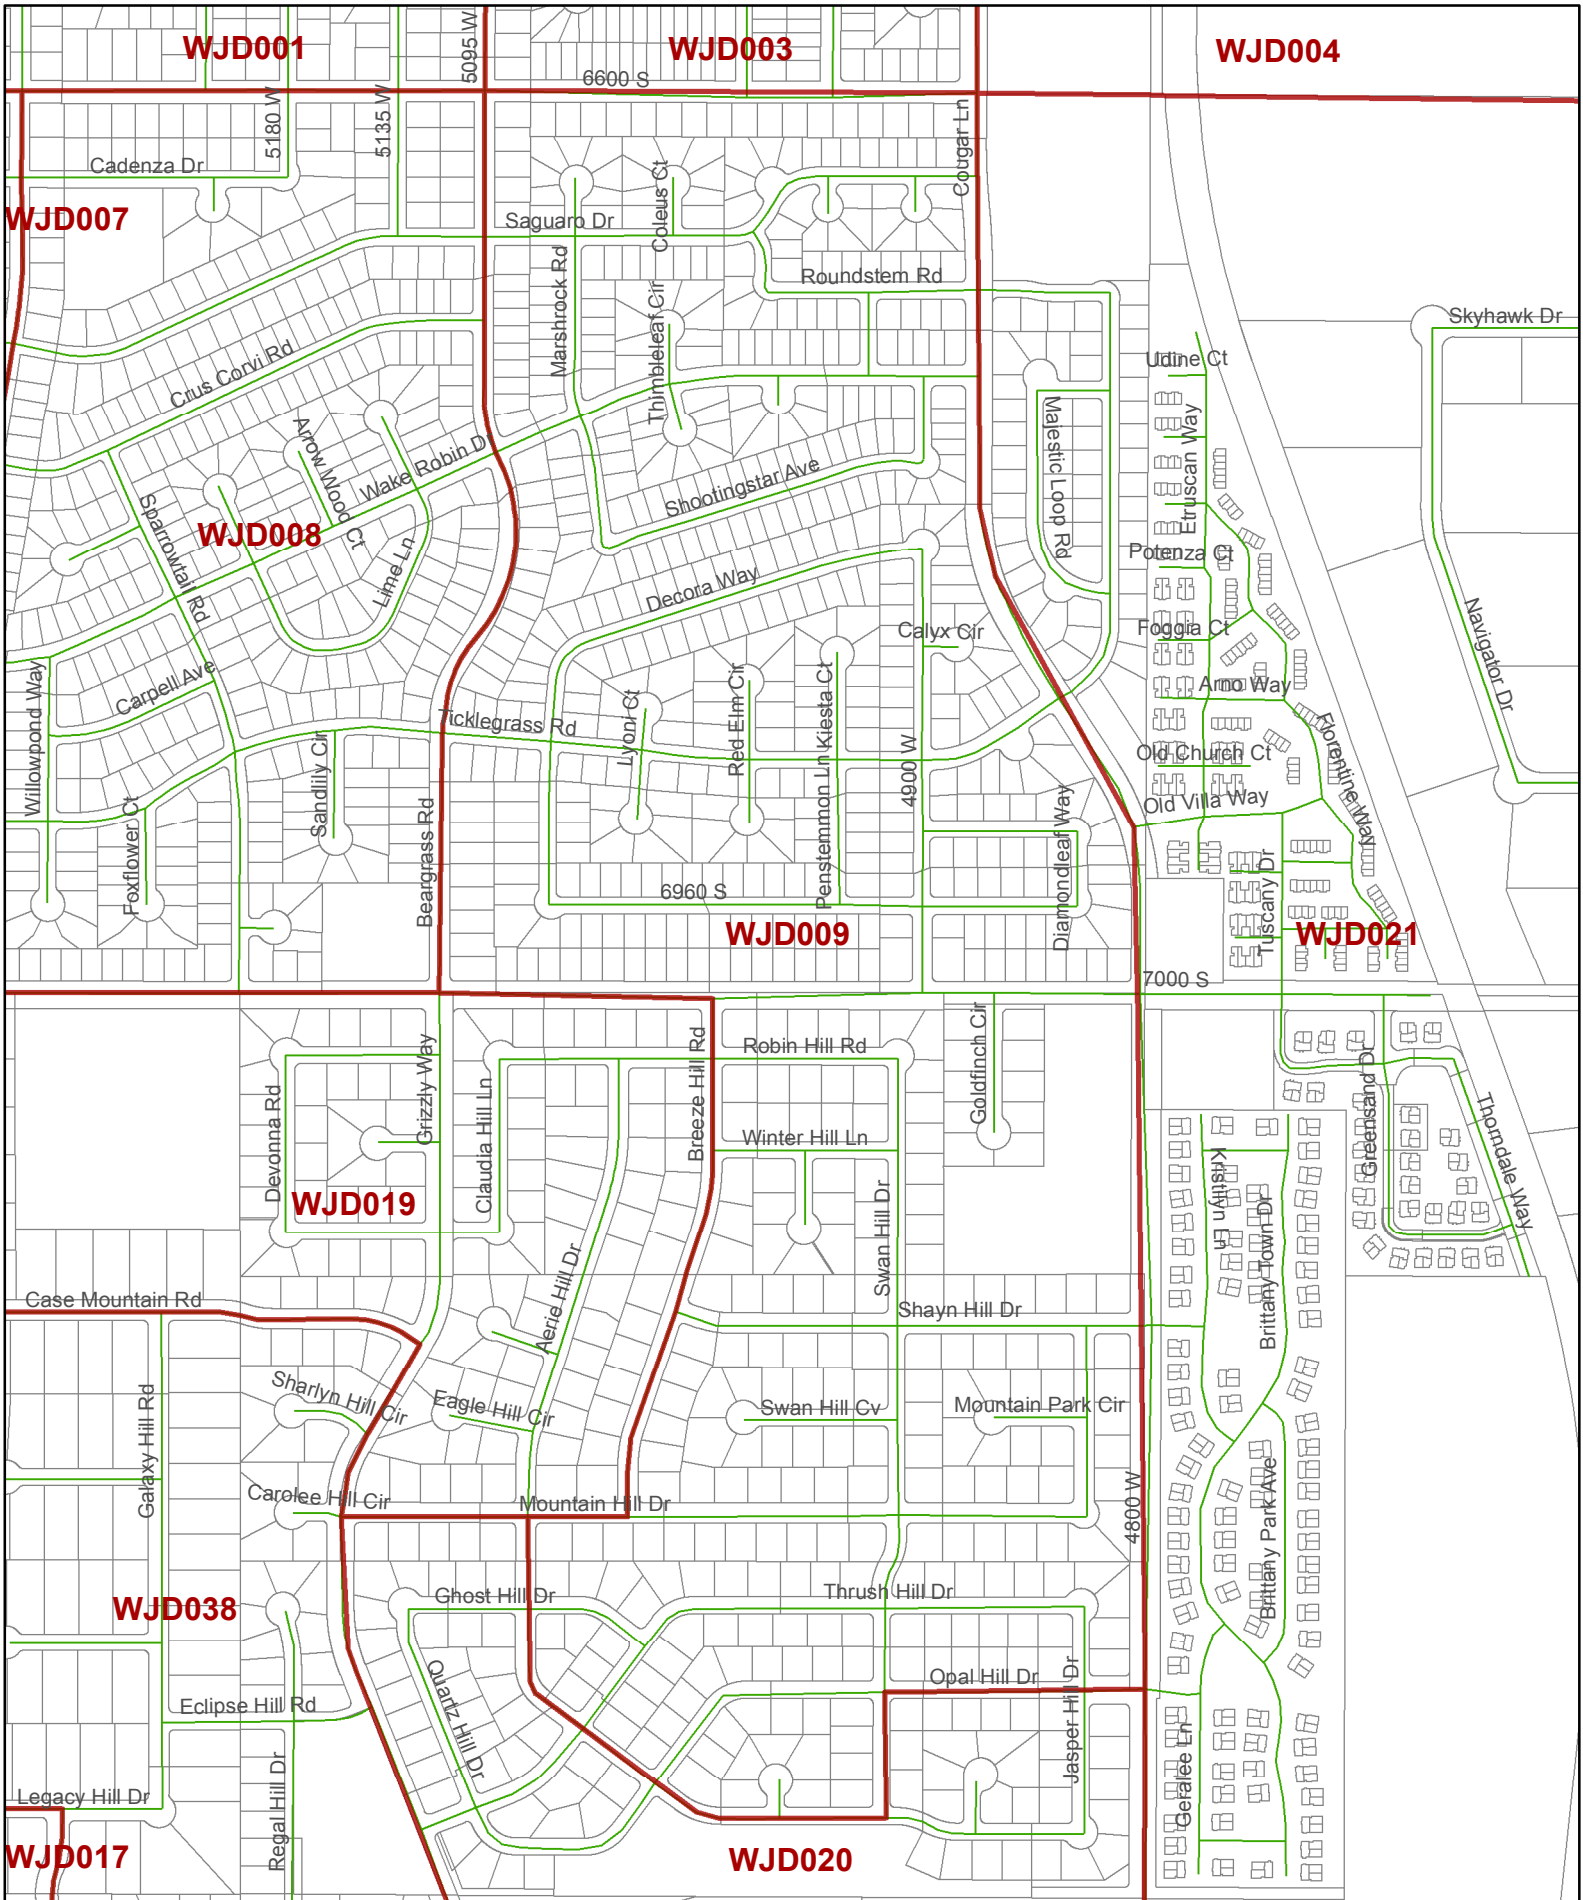 WJD001
5095 W
WJD003
WJD004
6600 S
5180 W
5135 W
Cougar Ln
Cadenza Dr
WJD007
Saguaro Dr
Coleus Ct
Roundstem Rd
Marshrock Rd
Thimbleleaf Cir
Skyhawk Dr
Crus Corvi Rd
Udine Ct
Arrow Wood Ct
Wake Robin Dr
Majestic Loop Rd
Etruscan Way
Shootingstar Ave
Sparrowtail Rd
WJD008
Lime Ln
Potenza Ct
Decora Way
Calyx Cir
Foggia Ct
Navigator Dr
Willowpond Way
Carpell Ave
Ticklegrass Rd
Lyoni Ct
Red Elm Cir
Kiesta Ct
Arno Way
Florentine Way
Sandlilly Cir
4900 W
Old Church Ct
Foxflower Ct
Beargrass Rd
Penstemmon Ln
Diamondleaf Way
Old Villa Way
6960 S
Tuscany Dr
WJD009
WJD021
7000 S
Devonna Rd
Grizzly Way
Claudia Hill Ln
Breeze Hill Rd
Robin Hill Rd
Goldfinch Cir
Greensand Dr
Thorndale Way
Winter Hill Ln
WJD019
Kristilyn Ln
Brittany Town Dr
Swan Hill Dr
Aerie Hill Dr
Case Mountain Rd
Shayn Hill Dr
Sharlyn Hill Cir
Eagle Hill Cir
Swan Hill Cv
Mountain Park Cir
Galaxy Hill Rd
Carolee Hill Cir
Mountain Hill Dr
4800 W
Brittany Park Ave
WJD038
Ghost Hill Dr
Thrush Hill Dr
Quartz Hill Dr
Opal Hill Dr
Jasper Hill Dr
Eclipse Hill Rd
Geralee Ln
Regal Hill Dr
Legacy Hill Dr
WJD017
WJD020